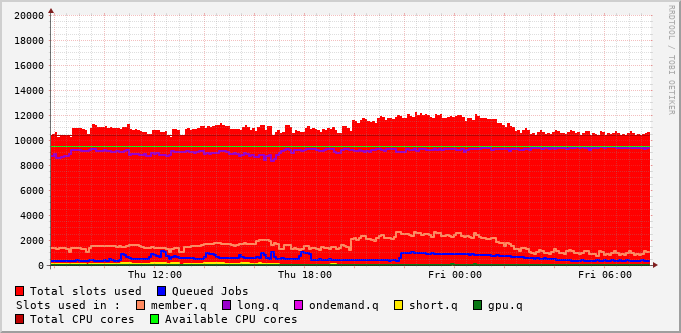 20000
18000
16000
14000
12000
10000
8000
6000
4000
2000
0
Thu 12:00 Thu 18:00 Fri 00:00 Fri 06:00
RRDTOOL / TOBI OETIKER
Total slots used Queued Jobs
Slots used in : member.q long.q ondemand.q short.q gpu.q
Total CPU cores Available CPU cores